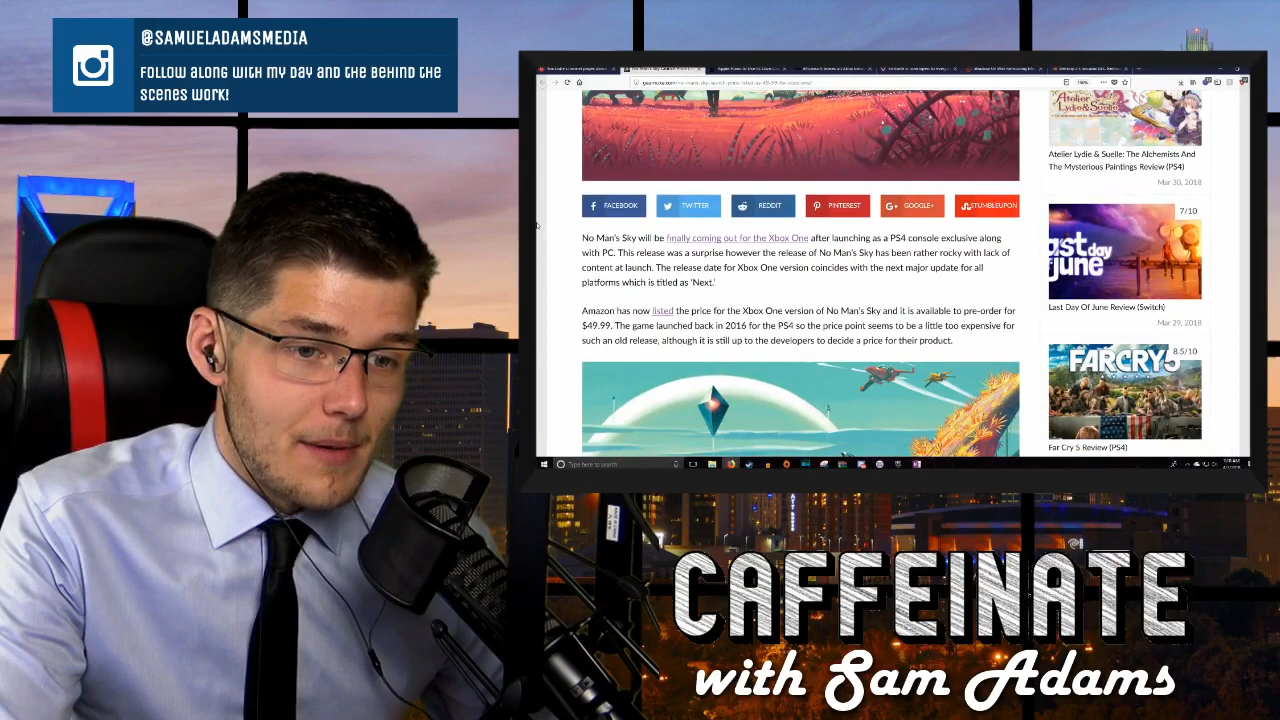 @SAMUELADAMSMEDIA
FOLLOW ALONG WITH MY DAY AND THE BEHIND THE
SCENES WORK!
Atelier Lydie & Suelle: The Alchemists And
The Mysterious Paintings Review (PS4)
Mar 30, 2018
FACEBOOK
TWITTER
REDDIT
PINTEREST
G+ GOOGLE+
STUMBLEUPON
7/10
No Man's Sky will be finally coming out for the Xbox One after launching as a PS4 console exclusive along
with PC. This release was a surprise however the release of No Man's Sky has been rather rocky with lack of
content at launch. The release date for Xbox One version coincides with the next major update for all
platforms which is titled as 'Next.'
Last Day Of June Review (Switch)
Mar 29, 2018
Amazon has now listed the price for the Xbox One version of No Man's Sky and it is available to pre-order for
$49.99. The game launched back in 2016 for the PS4 so the price point seems to be a little too expensive for
such an old release, although it is still up to the developers to decide a price for their product.
8.5/10
FARCRY5
Far Cry 5 Review (PS4)
Type here to search
CAFFEINATE
with Sam Adams